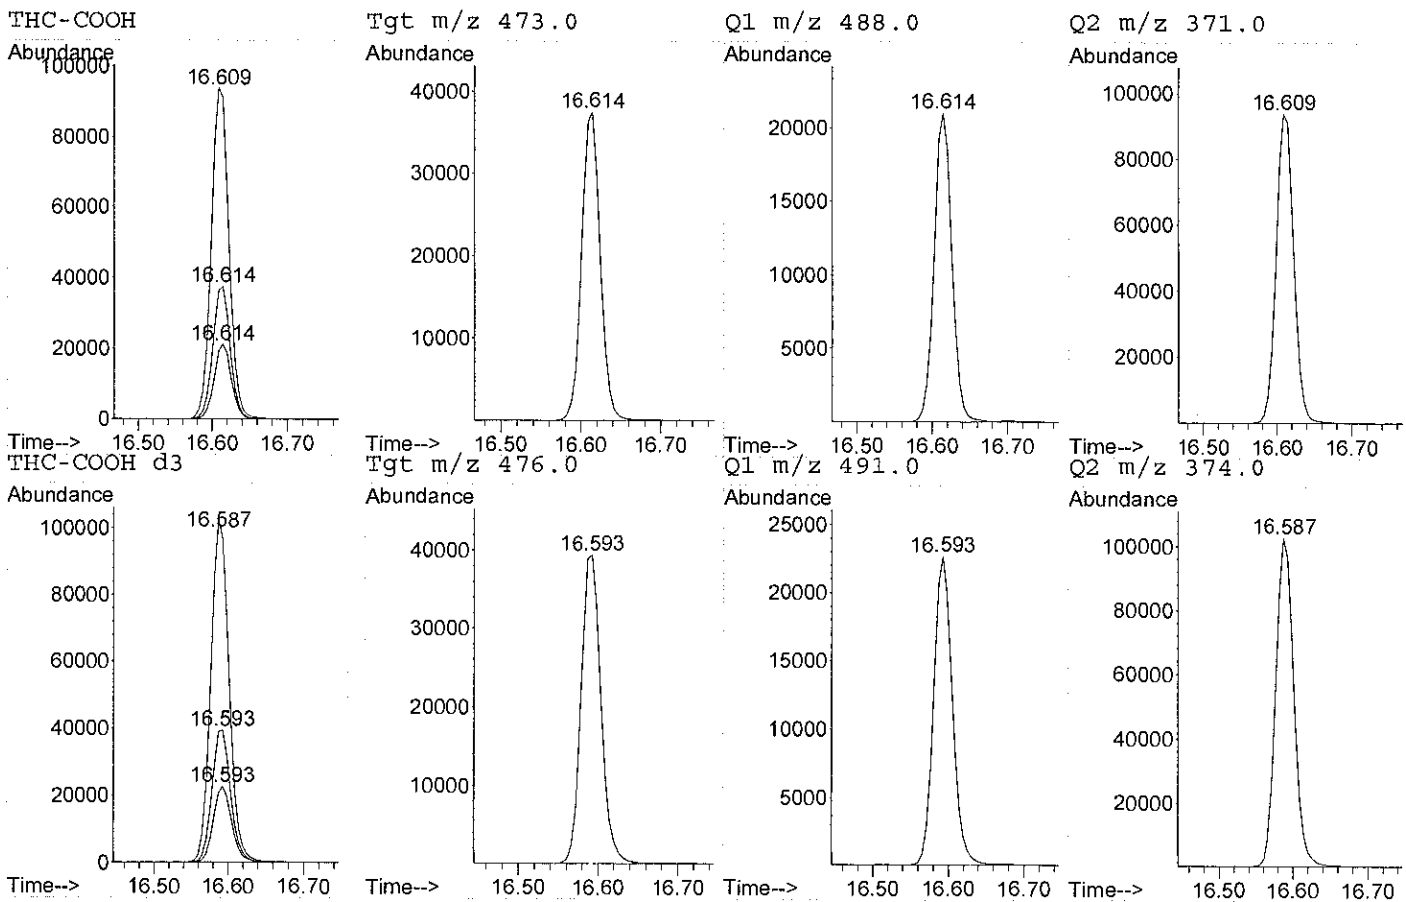 THC-COOH
Abundance
100000
80000
60000
40000
20000
0
16.609
16.614
16.614
Time-->
16.50 16.60 16.70
Tgt m/z 473.0
Abundance
40000
30000
20000
10000
16.614
Time-->
16.50 16.60 16.70
Q1 m/z 488.0
Abundance
20000
15000
10000
5000
16.614
Time-->
16.50 16.60 16.70
Q2 m/z 371.0
Abundance
100000
80000
60000
40000
20000
16.609
Time-->
16.50 16.60 16.70
THC-COOH d3
Abundance
100000
80000
60000
40000
20000
0
16.587
16.593
16.593
Time-->
16.50 16.60 16.70
Tgt m/z 476.0
Abundance
40000
30000
20000
10000
16.593
Time-->
16.50 16.60 16.70
Q1 m/z 491.0
Abundance
25000
20000
15000
10000
5000
16.593
Time-->
16.50 16.60 16.70
Q2 m/z 374.0
Abundance
100000
80000
60000
40000
20000
16.587
Time-->
16.50 16.60 16.70